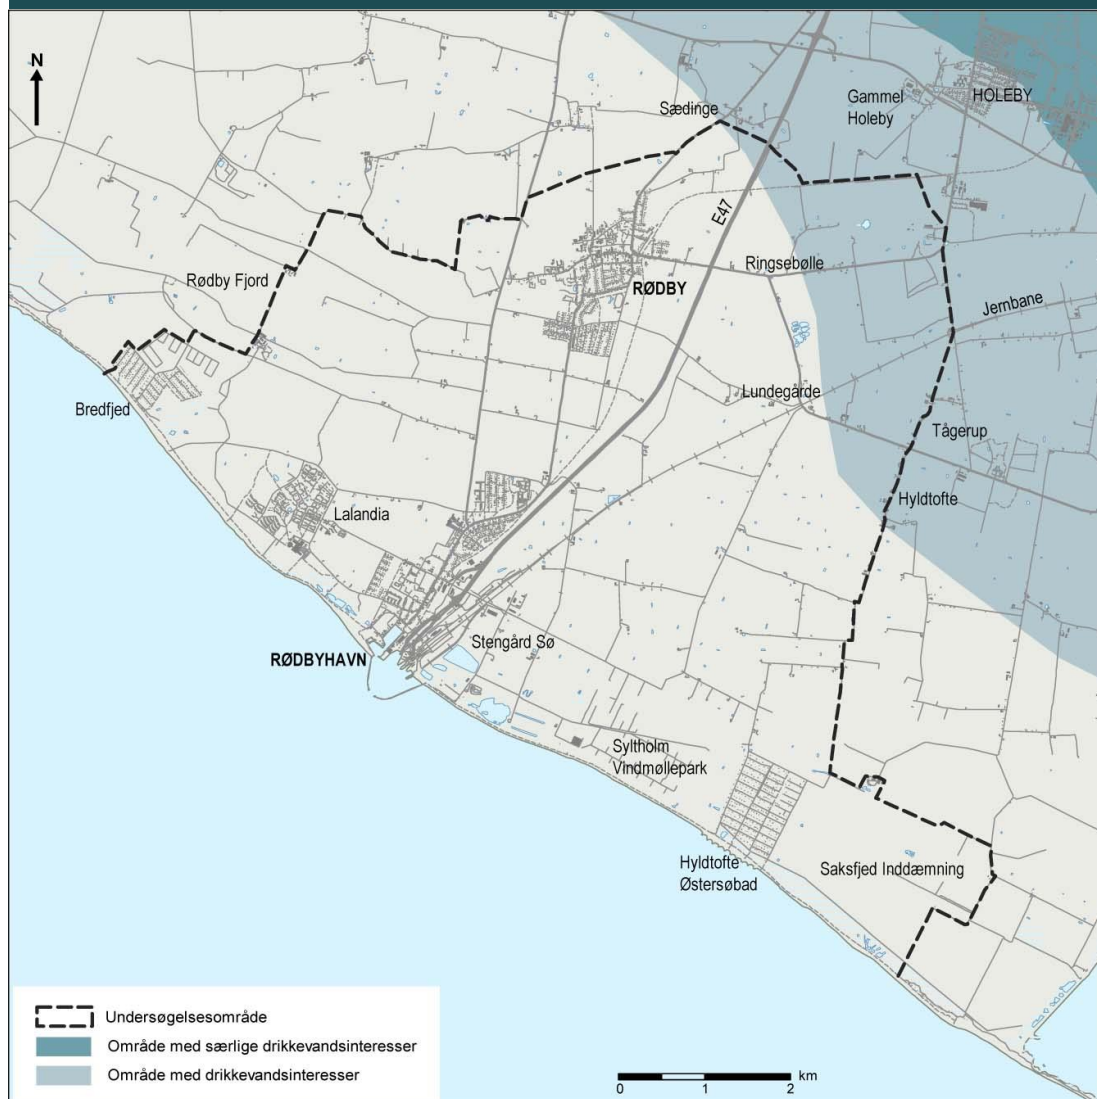 N
Sædinge
Gammel
Holeby
HOLEBY
E47
Rødby Fjord
RØDBY
Ringsebølle
Jernbane
Bredfjed
Lundegårde
Tågerup
Hyldtofte
Lalandia
Stengård Sø
RØDBYHAVN
Syltholm
Vindmøllepark
Hyldtofte
Østersøbad
Saksfjed Inddæmning
Undersøgelsesområde
Område med særlige drikkevandsinteresser
Område med drikkevandsinteresser
km
0
1
2